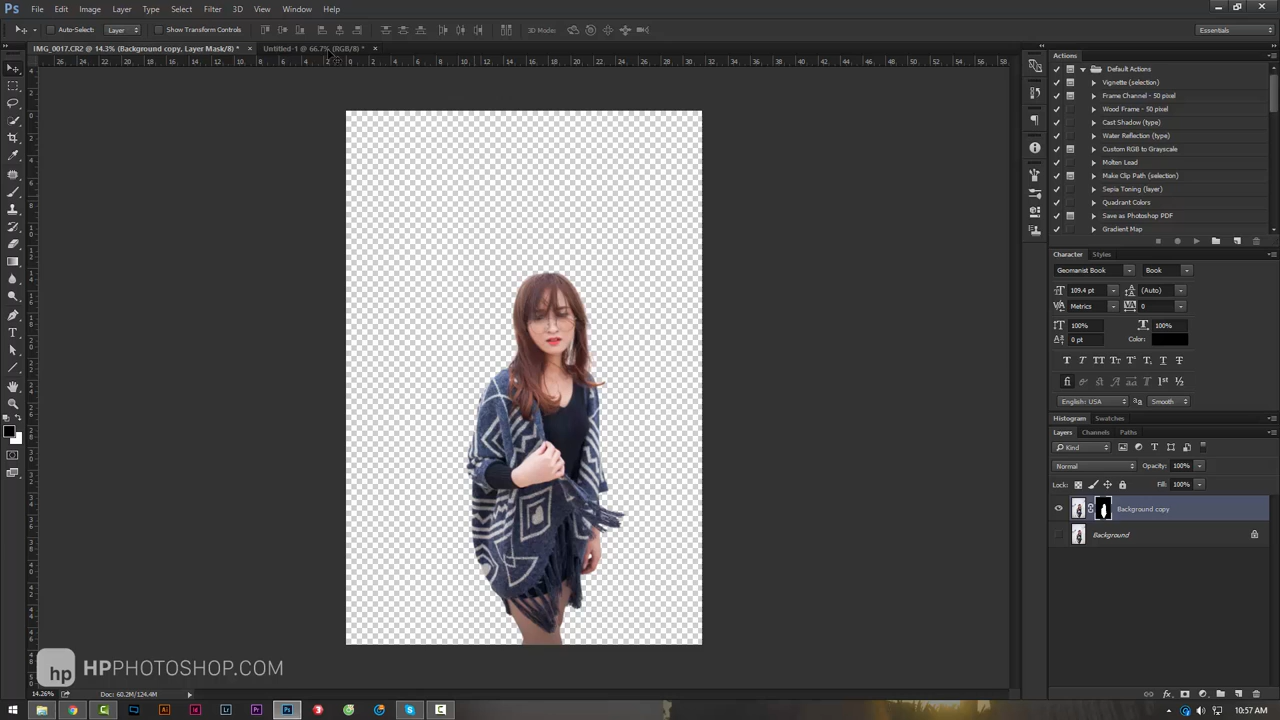 Ps File Edit Image Layer Type Select Filter 3D View Window Help
Auto-Select: Layer Show Transform Controls 3D Mode: Essentials
IMG_0017.CR2 @ 14.3% (Background copy, Layer Mask/8) * × Untitled-1 @ 66.7% (RGB/8) * ×
Actions
Default Actions
Vignette (selection)
Frame Channel - 50 pixel
Wood Frame - 50 pixel
Cast Shadow (type)
Water Reflection (type)
Custom RGB to Grayscale
Molten Lead
Make Clip Path (selection)
Sepia Toning (layer)
Quadrant Colors
Save as Photoshop PDF
Gradient Map
Character Styles
Geomanist Book Book
109.4 pt (Auto)
Metrics 0
100% 100%
0 pt Color:
English: USA Smooth
Histogram Swatches
Layers Channels Paths
Kind
Normal Opacity: 100%
Lock: Fill: 100%
Background copy
Background
hp HPPHOTOSHOP.COM
14.26% Doc: 60.2M/124.4M
10:57 AM